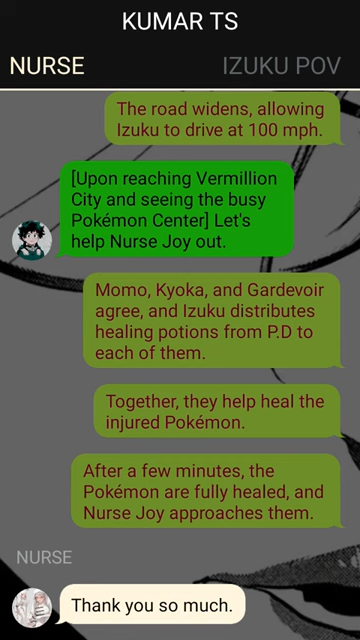 KUMAR TS
NURSE
IZUKU POV
The road widens, allowing
Izuku to drive at 100 mph.
[Upon reaching Vermillion
City and seeing the busy
Pokémon Center] Let's
help Nurse Joy out.
Momo, Kyoka, and Gardevoir
agree, and Izuku distributes
healing potions from P.D to
each of them.
Together, they help heal the
injured Pokémon.
After a few minutes, the
Pokémon are fully healed, and
Nurse Joy approaches them.
NURSE
Thank you so much.